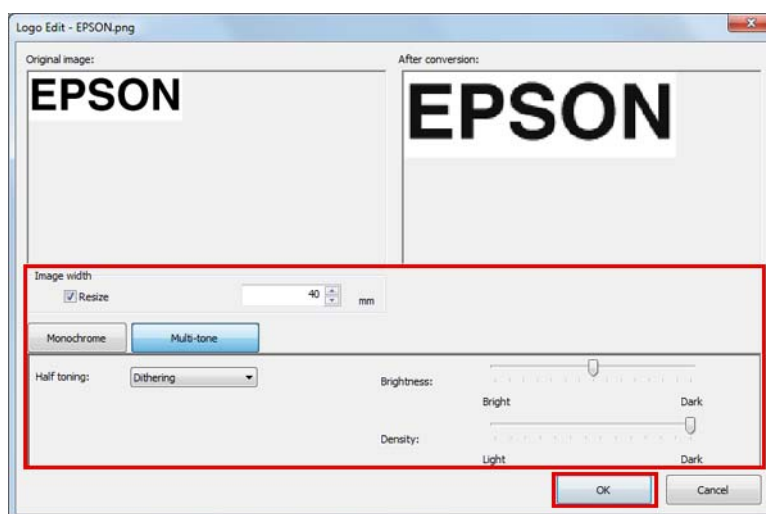 Logo Edit - EPSON.png
Original image:
After conversion:
EPSON
EPSON
Image width
Resize
40
mm
Monochrome
Multi-tone
Half toning:
Dithering
Brightness:
Bright
Dark
Density:
Light
Dark
OK
Cancel